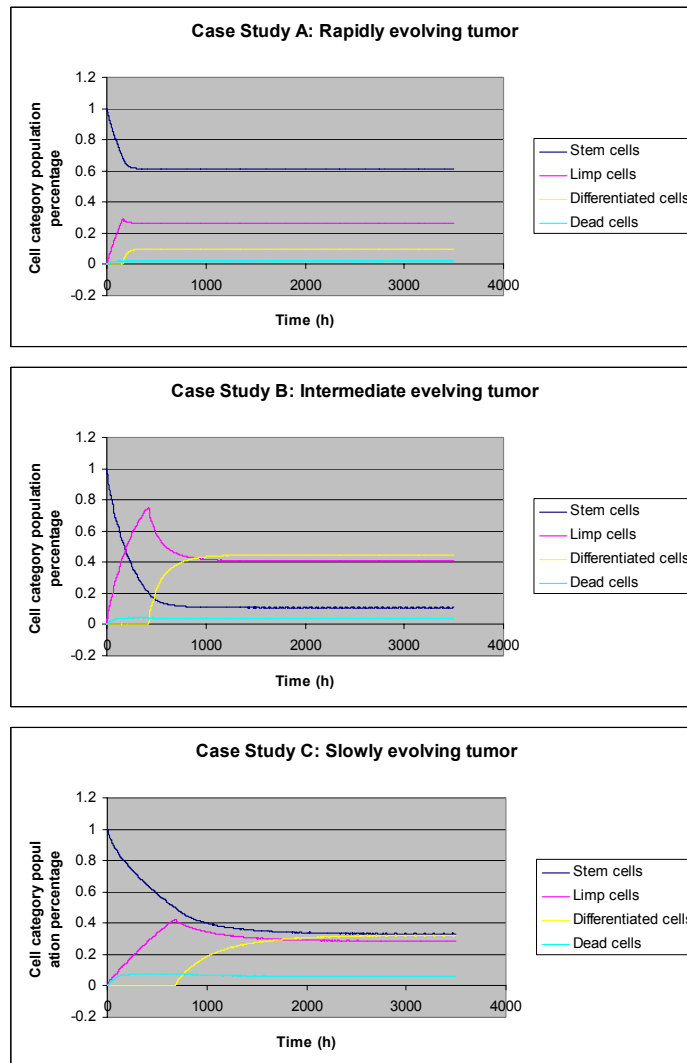 Case Study A: Rapidly evolving tumor
1.2
1
0.8
0.6
0.4
0.2
0
-0.2
0
1000
2000
3000
4000
Cell category population
percentage
Time (h)
Stem cells
Limp cells
Differentiated cells
Dead cells
Case Study B: Intermediate evelving tumor
1.2
1
0.8
0.6
0.4
0.2
0
-0.2
0
1000
2000
3000
4000
Cell category population
percentage
Time (h)
Stem cells
Limp cells
Differentiated cells
Dead cells
Case Study C: Slowly evolving tumor
1.2
1
0.8
0.6
0.4
0.2
0
-0.2
0
1000
2000
3000
4000
Cell category popul
ation percentage
Time (h)
Stem cells
Limp cells
Differentiated cells
Dead cells